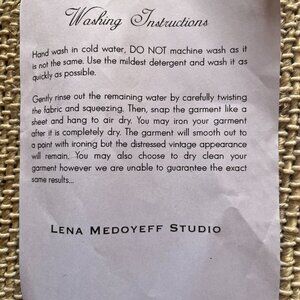 Washing Instructions
Hand wash in cold water, DO NOT machine wash as it
is not the same. Use the mildest detergent and wash it as
quickly as possible.
Gently rinse out the remaining water by carefully twisting
the fabric and squeezing. Then, snap the garment like a
sheet and hang to air dry. You may iron your garment
after it is completely dry. The garment will smooth out to
a point with ironing but the distressed vintage appearance
will remain. You may also choose to dry clean your
garment however we are unable to guarantee the exact
same results...
LENA MEDOYEFF STUDIO